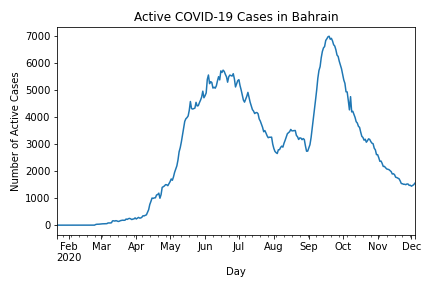 Active COVID-19 Cases in Bahrain
Number of Active Cases
7000
6000
5000
4000
3000
2000
1000
0
Feb Mar Apr May Jun Jul Aug Sep Oct Nov Dec
2020
Day